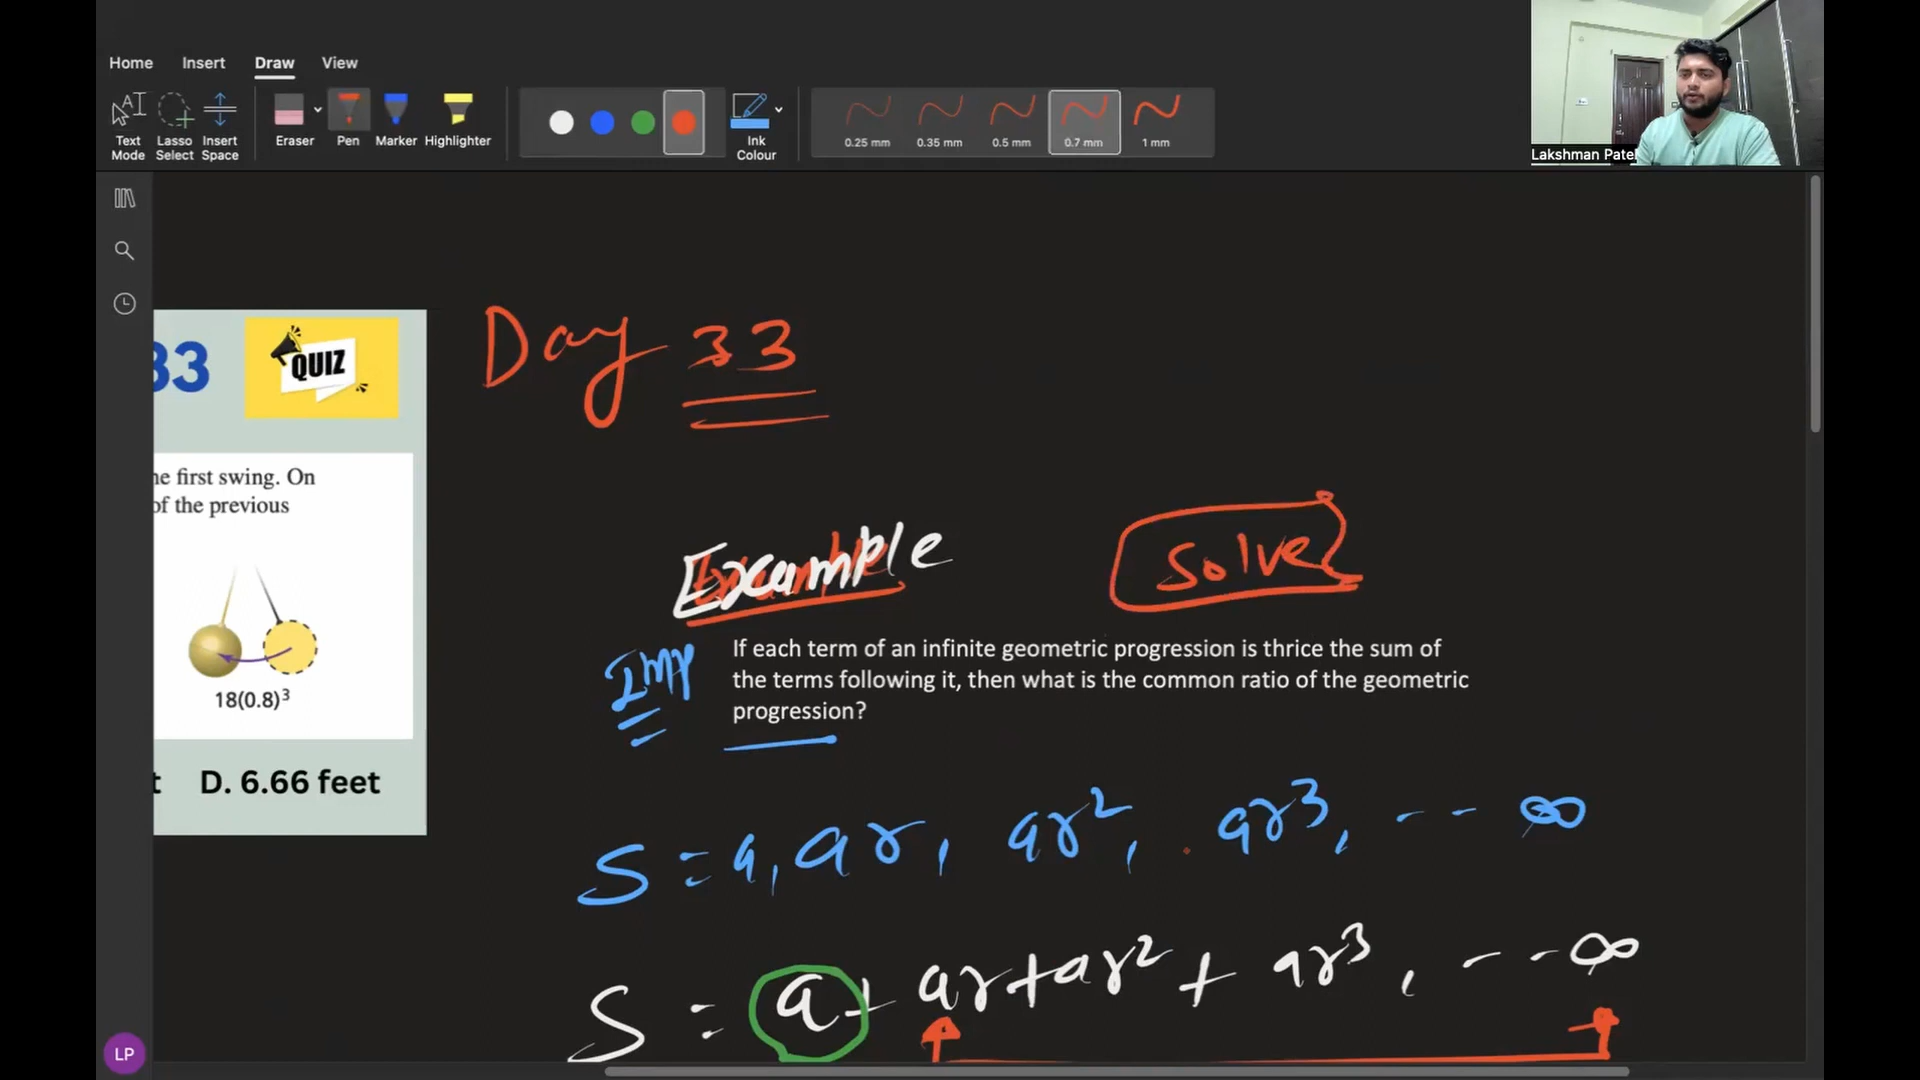 Home Insert Draw View
Text Mode
Lasso Select
Insert Space
Eraser
Pen
Marker
Highlighter
Ink Colour
0.25 mm
0.35 mm
0.5 mm
0.7 mm
1 mm
Lakshman Patel
33
QUIZ
Day 33
he first swing. On
of the previous
18(0.8)³
t D. 6.66 feet
Example
Solve
Imp
If each term of an infinite geometric progression is thrice the sum of
the terms following it, then what is the common ratio of the geometric
progression?
S = a, ar, ar², ar³, -- ∞
S = a + ar + ar² + ar³, -- ∞
LP